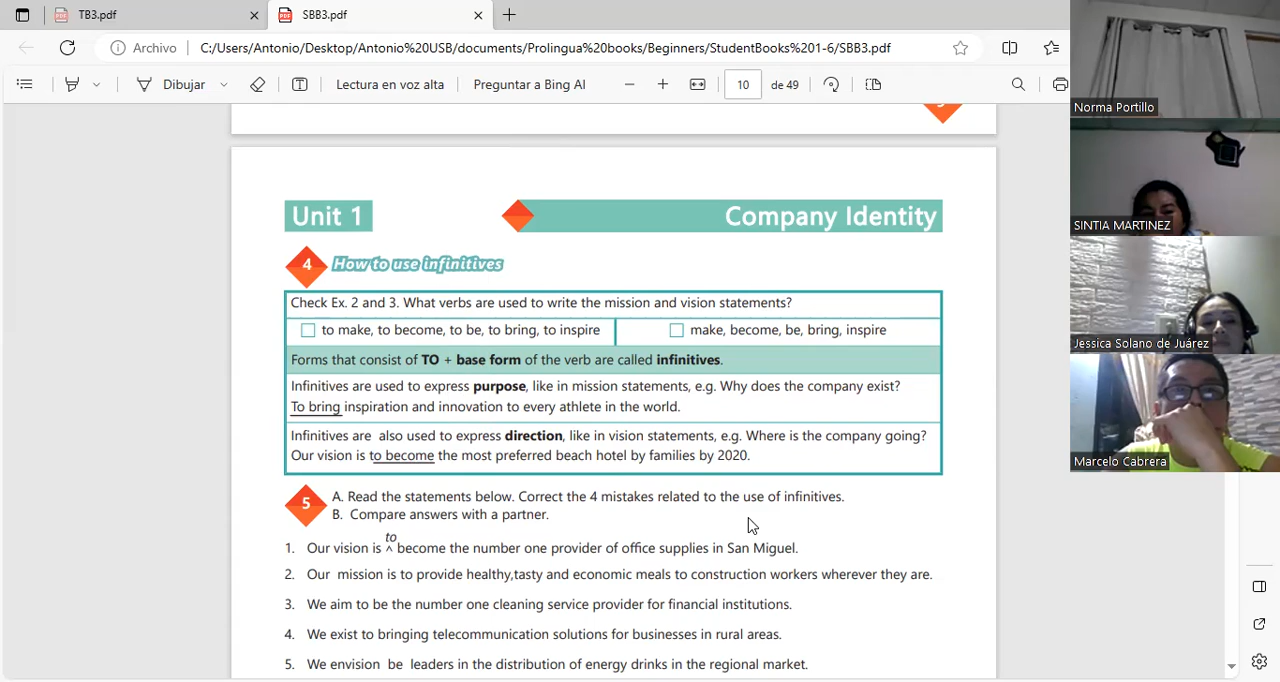 TB3.pdf
SBB3.pdf
Archivo
C:/Users/Antonio/Desktop/Antonio%20USB/documents/Prolingua%20books/Beginners/StudentBooks%201-6/SBB3.pdf
Dibujar
Lectura en voz alta
Preguntar a Bing AI
10
de 49
Unit 1
Company Identity
4
How to use infinitives
Check Ex. 2 and 3. What verbs are used to write the mission and vision statements?
to make, to become, to be, to bring, to inspire
make, become, be, bring, inspire
Forms that consist of TO + base form of the verb are called infinitives.
Infinitives are used to express purpose, like in mission statements, e.g. Why does the company exist?
To bring inspiration and innovation to every athlete in the world.
Infinitives are also used to express direction, like in vision statements, e.g. Where is the company going?
Our vision is to become the most preferred beach hotel by families by 2020.
5
A. Read the statements below. Correct the 4 mistakes related to the use of infinitives.
B. Compare answers with a partner.
to
1. Our vision is ^ become the number one provider of office supplies in San Miguel.
2. Our mission is to provide healthy,tasty and economic meals to construction workers wherever they are.
3. We aim to be the number one cleaning service provider for financial institutions.
4. We exist to bringing telecommunication solutions for businesses in rural areas.
5. We envision be leaders in the distribution of energy drinks in the regional market.
Norma Portillo
SINTIA MARTINEZ
Jessica Solano de Juárez
Marcelo Cabrera